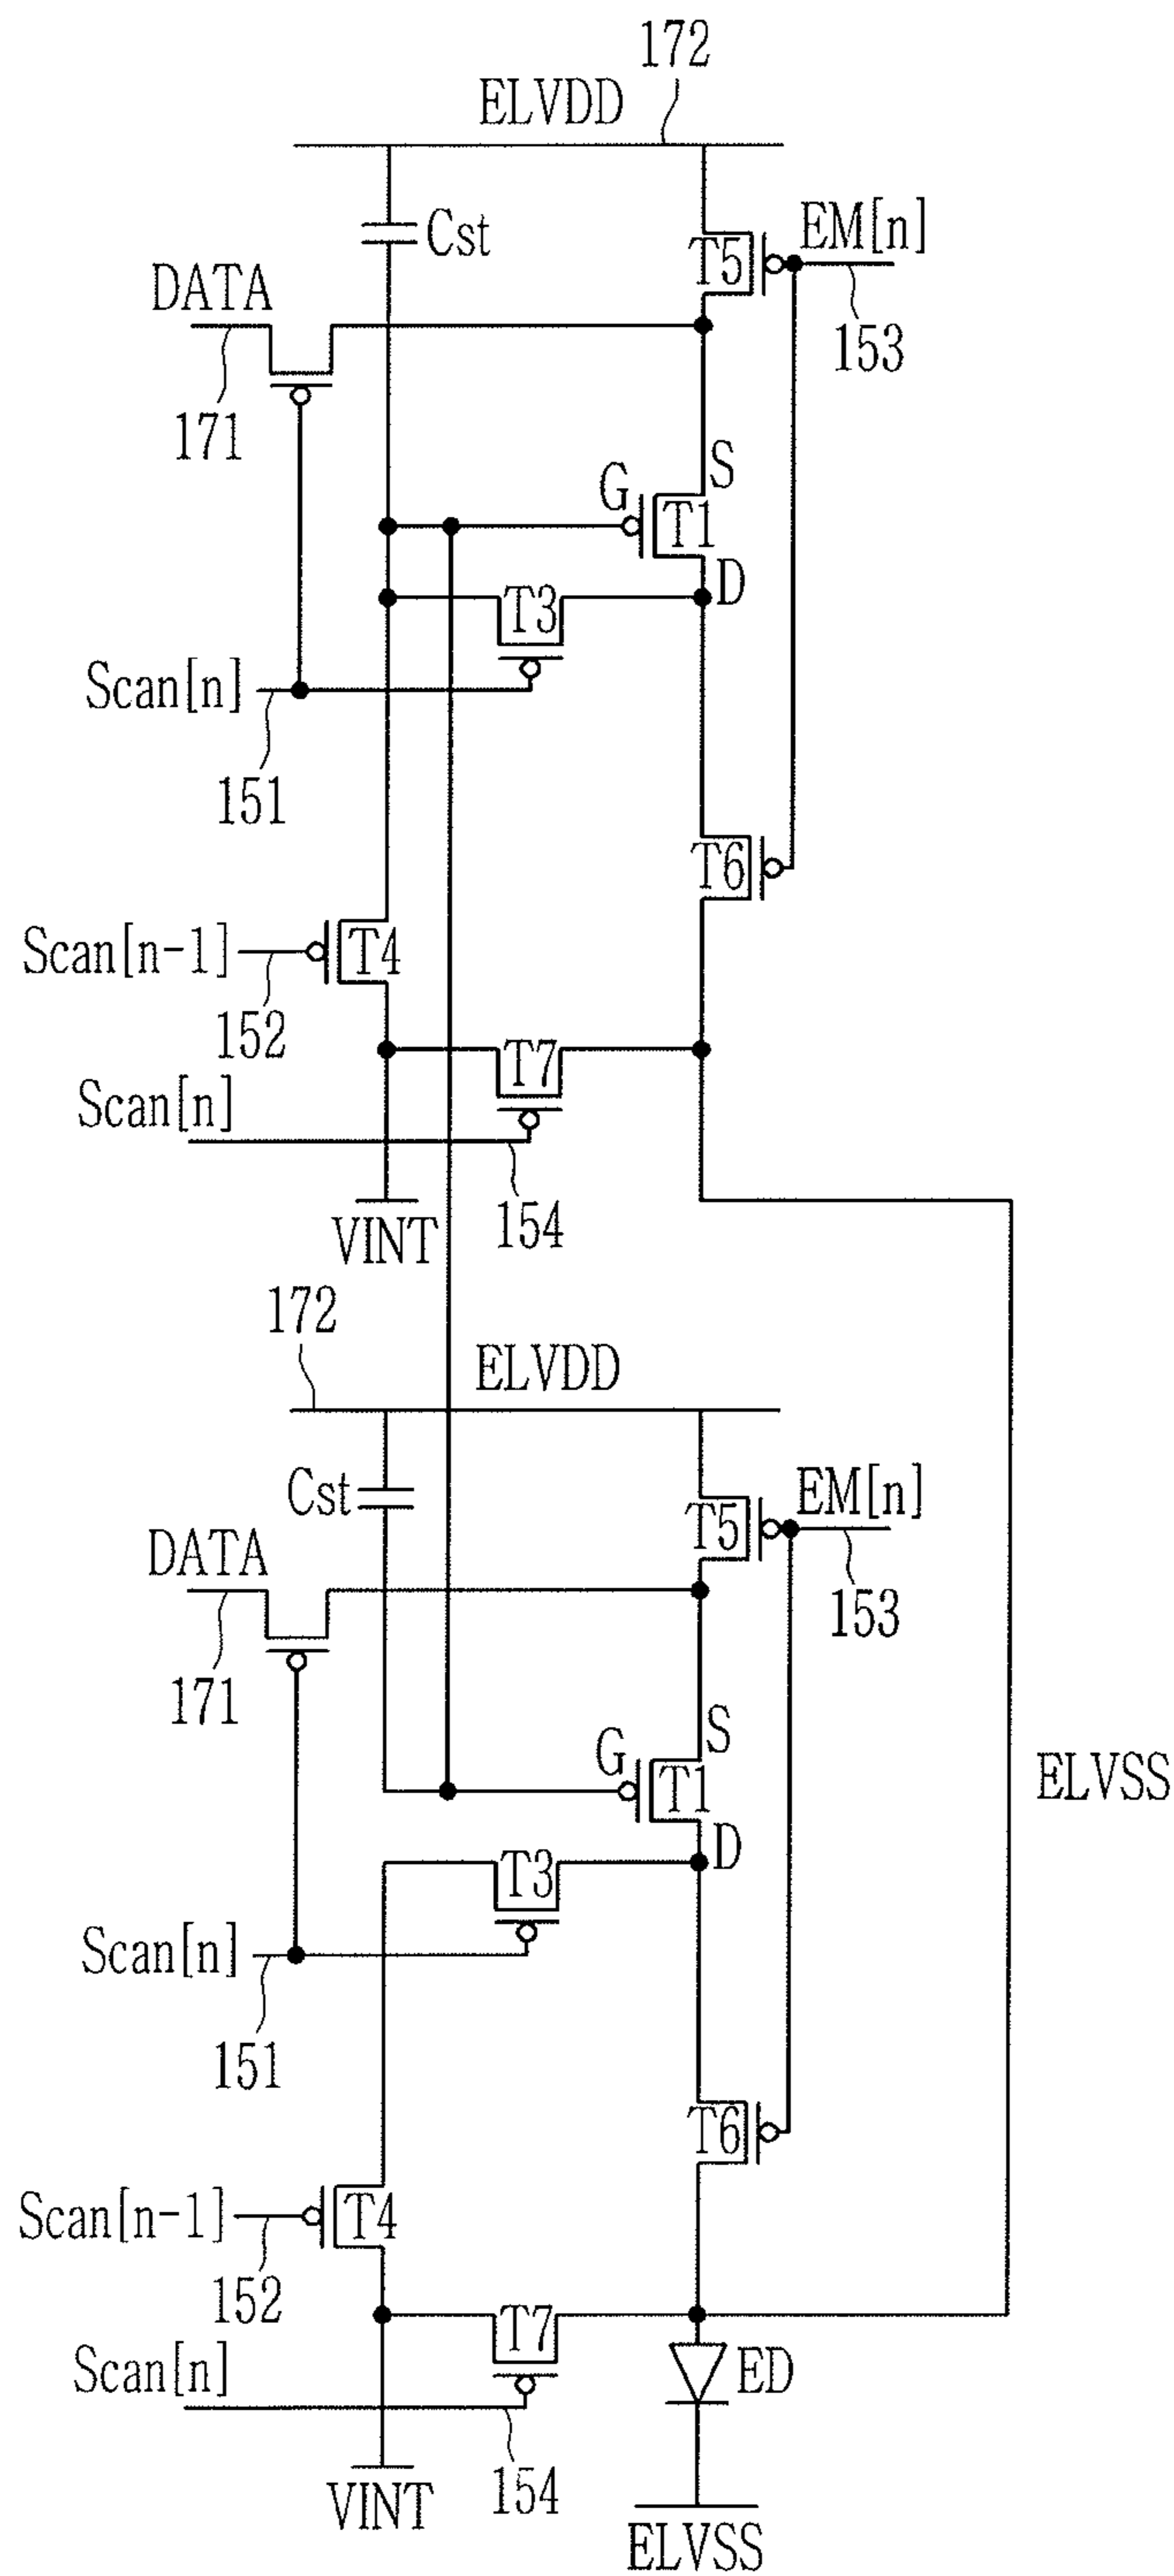 172
ELVDD
Cst
T5
EM[n]
DATA
153
171
S
G
T1
D
T3
Scan[n]
151
T6
Scan[n-1]
T4
152
T7
Scan[n]
154
VINT
172
ELVDD
Cst
T5
EM[n]
DATA
153
171
S
G
T1
ELVSS
D
T3
Scan[n]
151
T6
Scan[n-1]
T4
152
T7
Scan[n]
ED
154
VINT
ELVSS